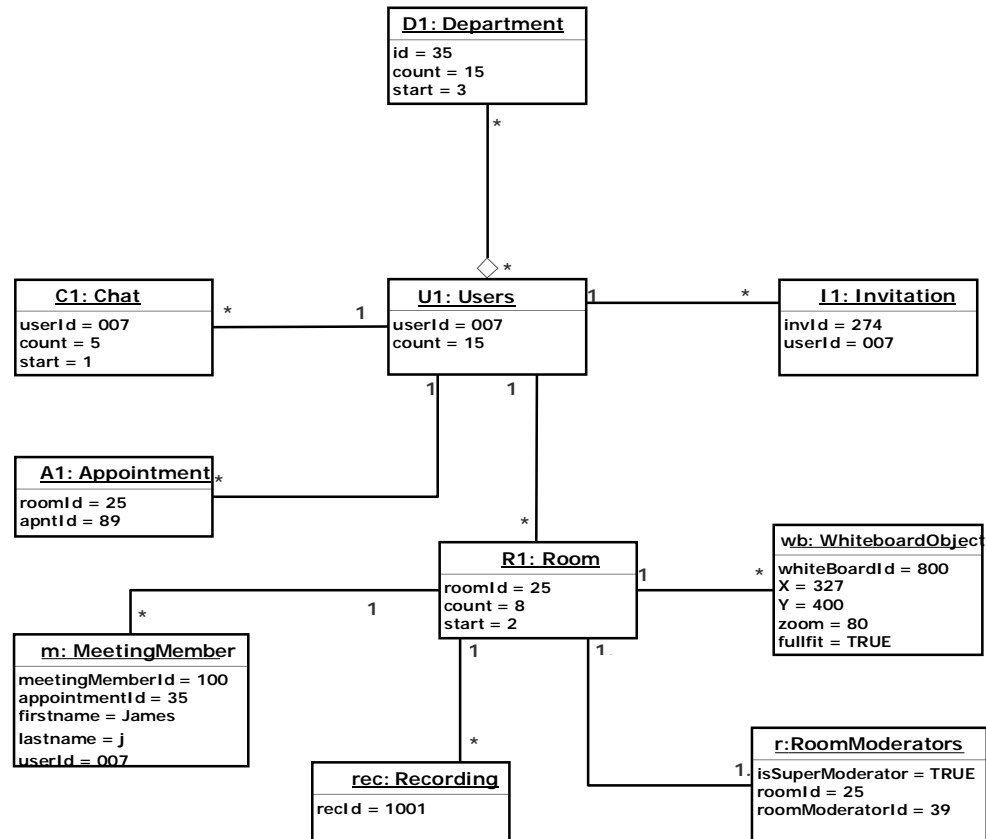 D1: Department
id = 35
count = 15
start = 3
*
*
C1: Chat
userId = 007
count = 5
start = 1
*
1
U1: Users
userId = 007
count = 15
1
*
I1: Invitation
invId = 274
userId = 007
1
1
A1: Appointment
roomId = 25
apntId = 89
*
*
R1: Room
roomId = 25
count = 8
start = 2
1
*
wb: WhiteboardObject
whiteBoardId = 800
X = 327
Y = 400
zoom = 80
fullfit = TRUE
*
1
1
1.
m: MeetingMember
meetingMemberId = 100
appointmentId = 35
firstname = James
lastname = j
userId = 007
*
rec: Recording
recId = 1001
1.
r:RoomModerators
isSuperModerator = TRUE
roomId = 25
roomModeratorId = 39